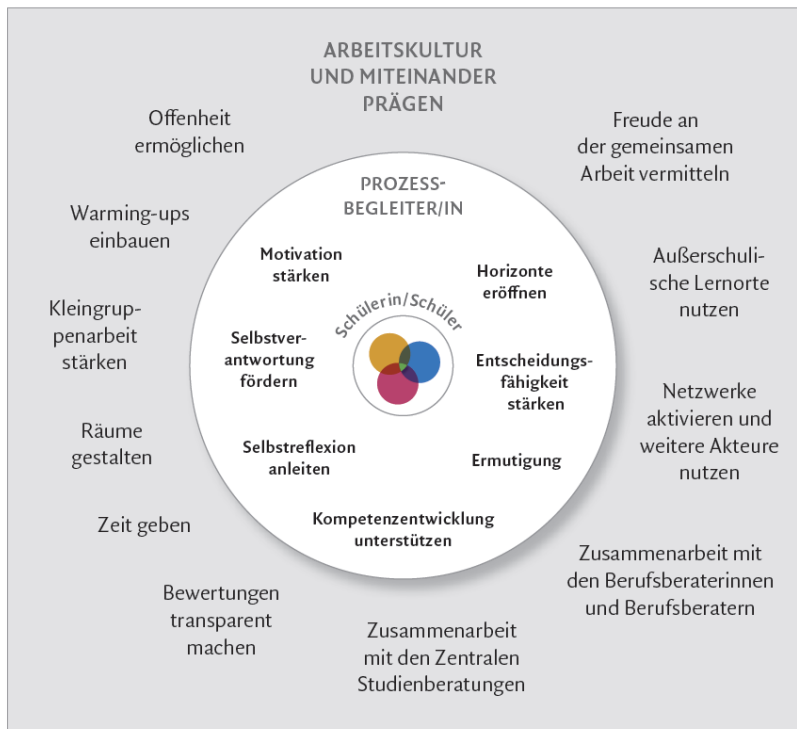 ARBEITSKULTUR
UND MITEINANDER
PRÄGEN
Offenheit
ermöglichen
Warming-ups
einbauen
Kleingrup-
penarbeit
stärken
Räume
gestalten
Zeit geben
Bewertungen
transparent
machen
Zusammenarbeit
mit den Zentralen
Studienberatungen
Freude an
der gemeinsamen
Arbeit vermitteln
Außerschuli-
sche Lernorte
nutzen
Netzwerke
aktivieren und
weitere Akteure
nutzen
Zusammenarbeit mit
den Berufsberaterinnen
und Berufsberatern
PROZESS-
BEGLEITER/IN
Motivation
stärken
Selbstver-
antwortung
fördern
Selbstreflexion
anleiten
Kompetenzentwicklung
unterstützen
Horizonte
eröffnen
Entscheidungs-
fähigkeit
stärken
Ermutigung
Schülerin/Schüler